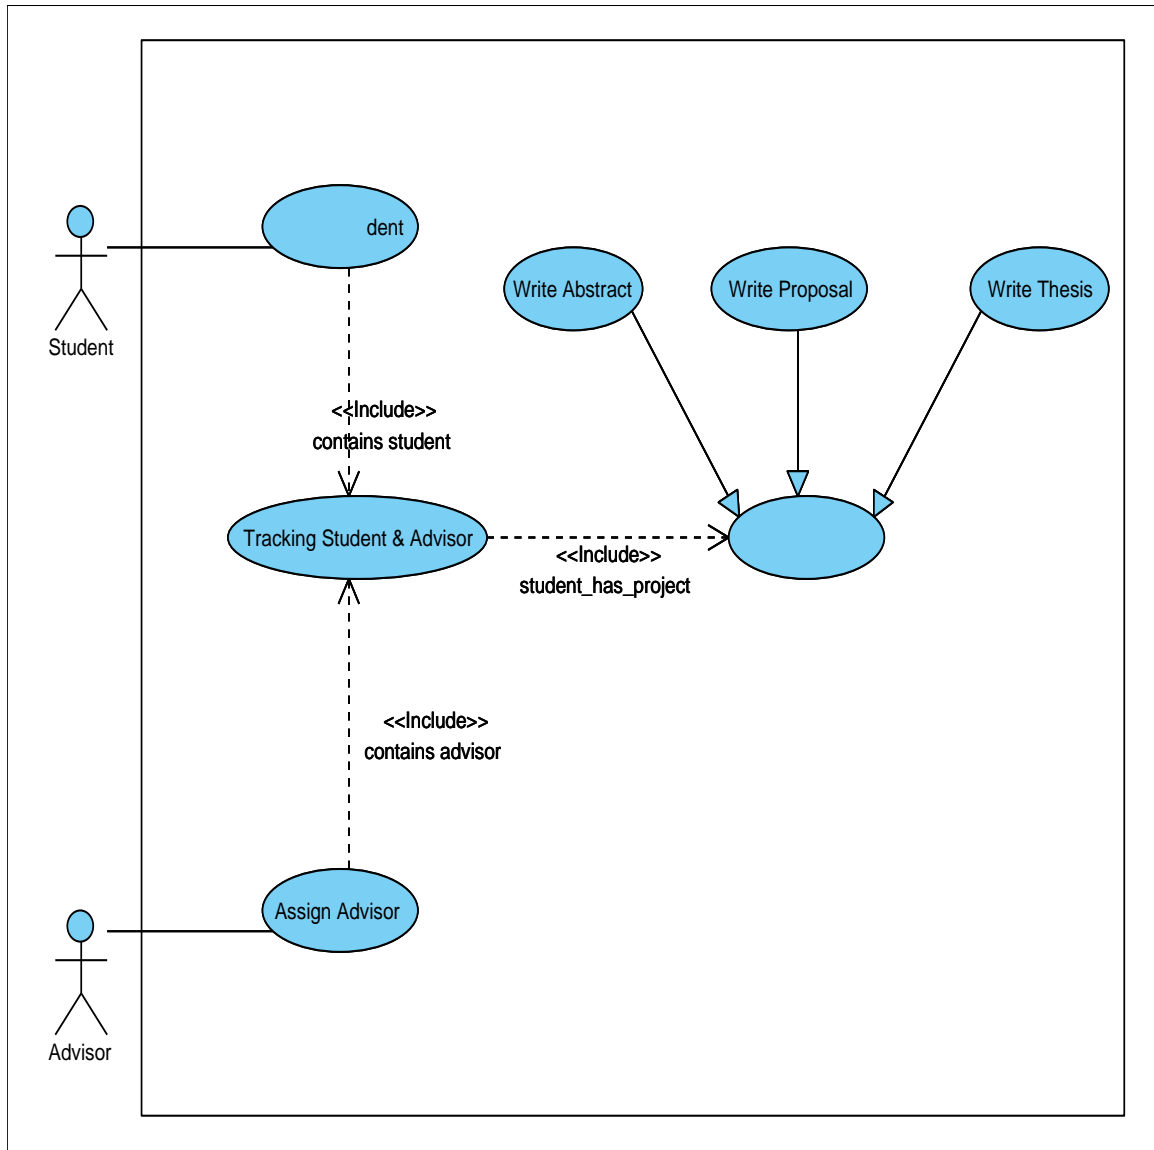 dent
Write Abstract
Write Proposal
Write Thesis
Student
<<Include>>
contains student
Tracking Student & Advisor
<<Include>>
student_has_project
<<Include>>
contains advisor
Assign Advisor
Advisor